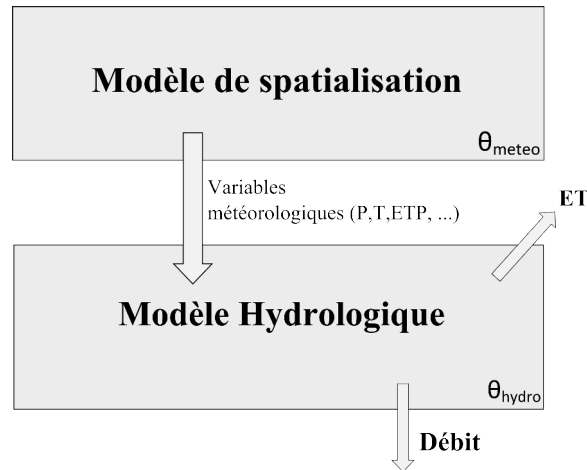 Modèle de spatialisation
θmeteo
Variables
météorologiques (P,T,ETP, ...)
ET
Modèle Hydrologique
θhydro
Débit